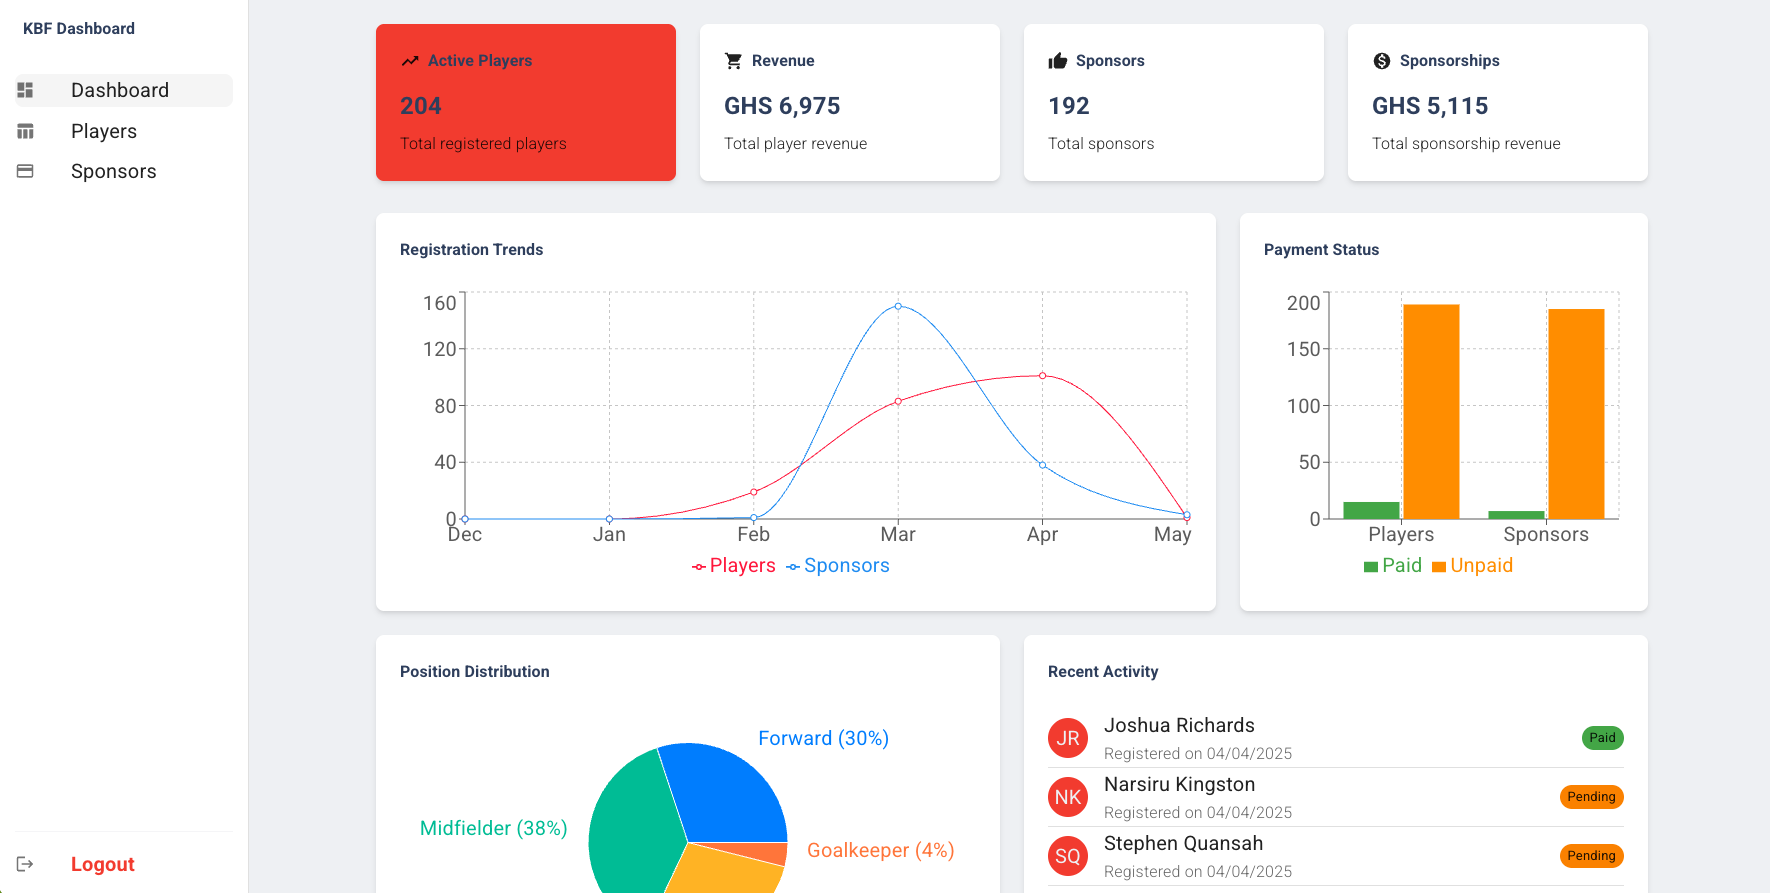 KBF Dashboard
Dashboard
Players
Sponsors
Logout
Active Players
204
Total registered players
Revenue
GHS 6,975
Total player revenue
Sponsors
192
Total sponsors
Sponsorships
GHS 5,115
Total sponsorship revenue
Registration Trends
160
120
80
40
0
Dec Jan Feb Mar Apr May
Players Sponsors
Payment Status
200
150
100
50
0
Players Sponsors
Paid Unpaid
Position Distribution
Forward (30%)
Midfielder (38%)
Goalkeeper (4%)
Recent Activity
JR Joshua Richards Paid
Registered on 04/04/2025
NK Narsiru Kingston Pending
Registered on 04/04/2025
SQ Stephen Quansah Pending
Registered on 04/04/2025